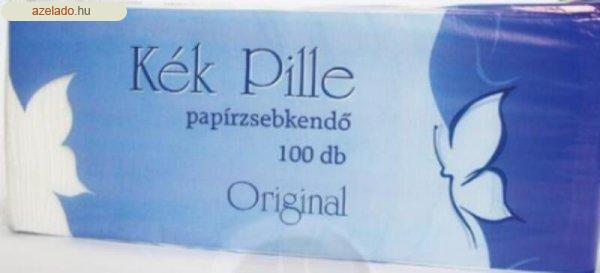 azelado.hu
Kék Pille
papírzsebkendő
100 db
Original